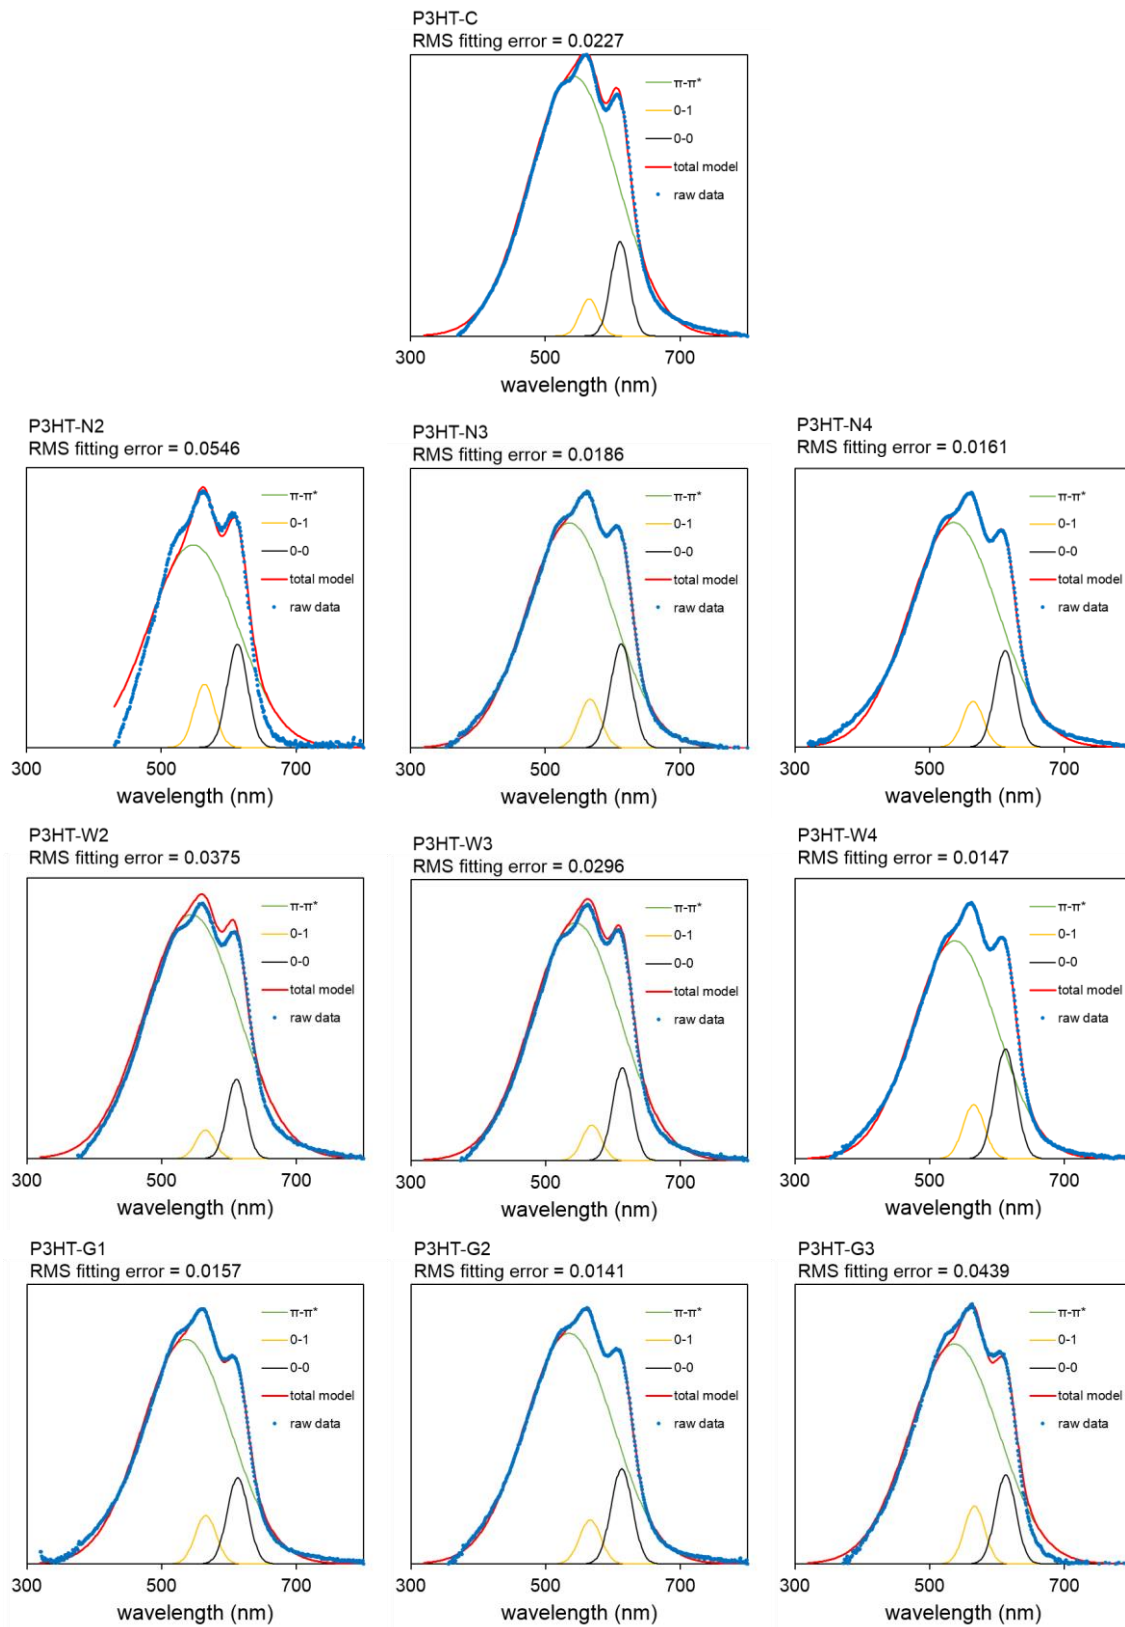 P3HT-C
RMS fitting error = 0.0227
π-π*
0-1
0-0
total model
raw data
300
500
700
wavelength (nm)
P3HT-N2
RMS fitting error = 0.0546
π-π*
0-1
0-0
total model
raw data
300
500
700
wavelength (nm)
P3HT-N3
RMS fitting error = 0.0186
π-π*
0-1
0-0
total model
raw data
300
500
700
wavelength (nm)
P3HT-N4
RMS fitting error = 0.0161
π-π*
0-1
0-0
total model
raw data
300
500
700
wavelength (nm)
P3HT-W2
RMS fitting error = 0.0375
π-π*
0-1
0-0
total model
raw data
300
500
700
wavelength (nm)
P3HT-W3
RMS fitting error = 0.0296
π-π*
0-1
0-0
total model
raw data
300
500
700
wavelength (nm)
P3HT-W4
RMS fitting error = 0.0147
π-π*
0-1
0-0
total model
raw data
300
500
700
wavelength (nm)
P3HT-G1
RMS fitting error = 0.0157
π-π*
0-1
0-0
total model
raw data
300
500
700
wavelength (nm)
P3HT-G2
RMS fitting error = 0.0141
π-π*
0-1
0-0
total model
raw data
300
500
700
wavelength (nm)
P3HT-G3
RMS fitting error = 0.0439
π-π*
0-1
0-0
total model
raw data
300
500
700
wavelength (nm)